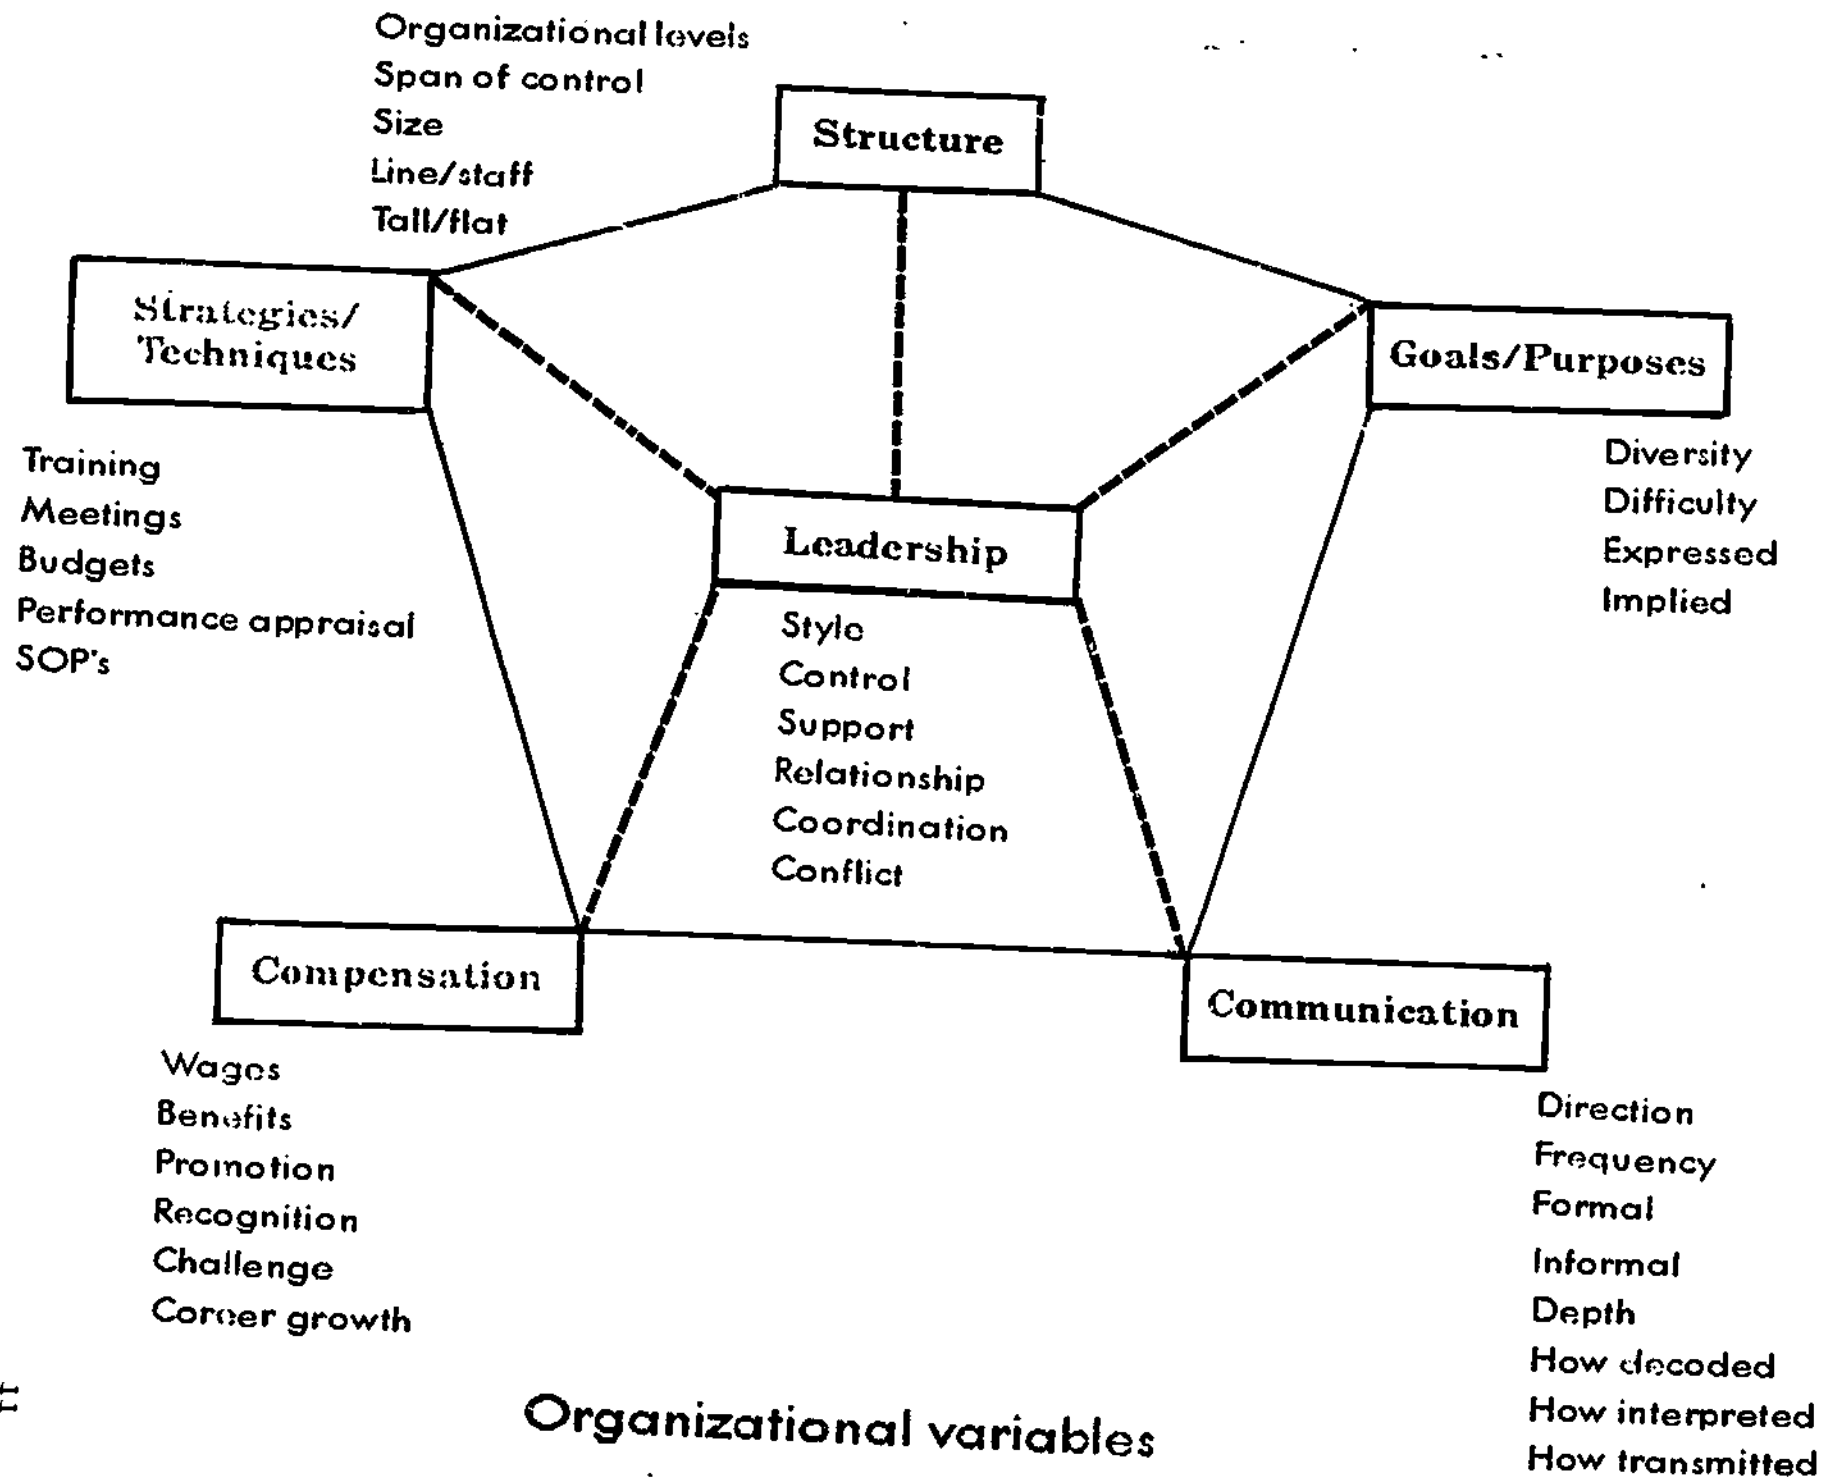 Organizational levels
Span of control
Size
Line/staff
Tall/flat
Structure
Strategies/
Techniques
Training
Meetings
Budgets
Performance appraisal
SOP's
Goals/Purposes
Diversity
Difficulty
Expressed
Implied
Leadership
Style
Control
Support
Relationship
Coordination
Conflict
Compensation
Wages
Benefits
Promotion
Recognition
Challenge
Career growth
Communication
Direction
Frequency
Formal
Informal
Depth
How decoded
How interpreted
How transmitted
Organizational variables
11